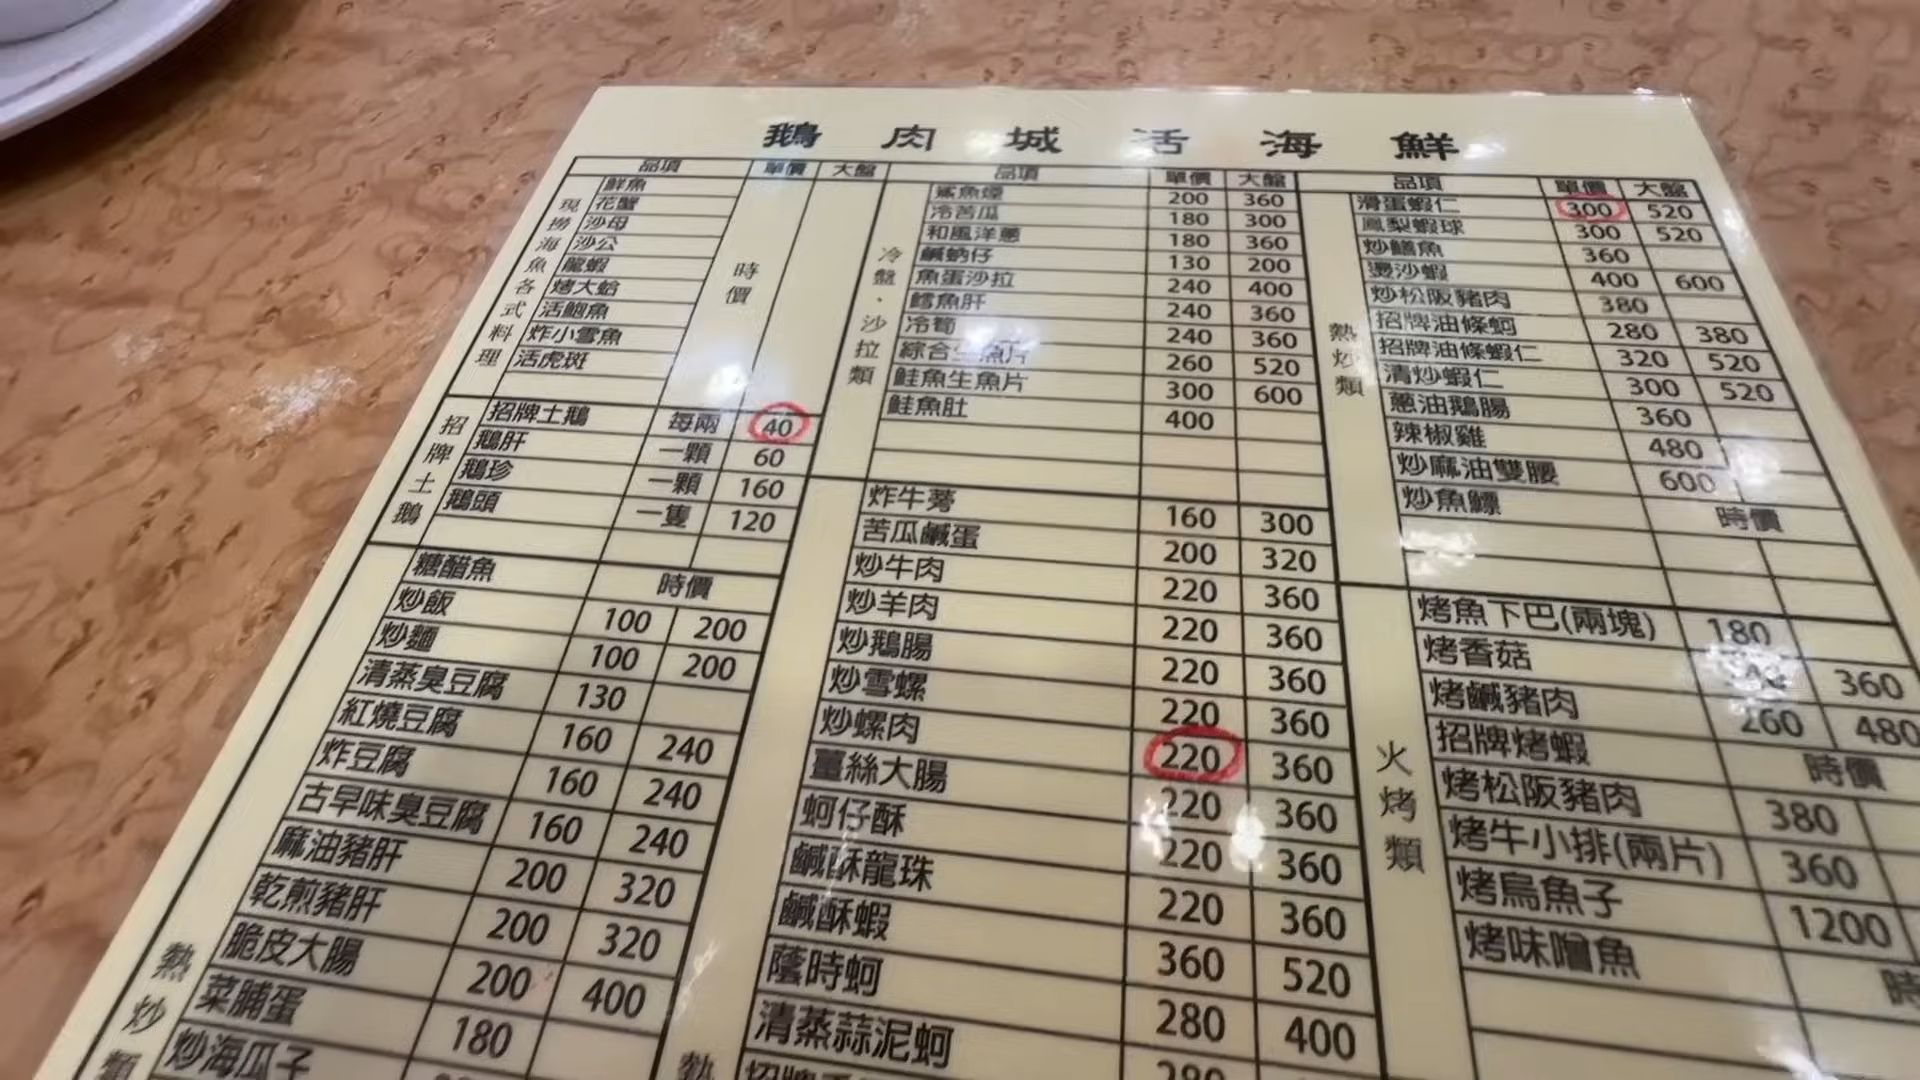 鵝肉城活海鮮
品項 單價 大盤
現撈海魚各式料理
鮮魚
花蟹
沙母
沙公
龍蝦
烤大蛤
活鮑魚
炸小雪魚
活虎斑
時價
招牌土鵝
招牌土鵝 每兩 40
鵝肝 一顆 60
鵝珍 一顆 160
鵝頭 一隻 120
熱炒類
糖醋魚 時價
炒飯 100 200
炒麵 100 200
清蒸臭豆腐 130
紅燒豆腐 160 240
炸豆腐 160 240
古早味臭豆腐 160 240
麻油豬肝 200 320
乾煎豬肝 200 320
脆皮大腸 200 400
菜脯蛋 180
炒海瓜子
品項 單價 大盤
冷盤、沙拉類
鯊魚煙 200 360
冷苦瓜 180 300
和風洋蔥 180 360
鹹蚋仔 130 200
魚蛋沙拉 240 400
鱈魚肝 240 360
冷筍 240 360
綜合生魚片 260 520
鮭魚生魚片 300 600
鮭魚肚 400
熱
炸牛蒡 160 300
苦瓜鹹蛋 200 320
炒牛肉 220 360
炒羊肉 220 360
炒鵝腸 220 360
炒雪螺 220 360
炒螺肉 220 360
薑絲大腸 220 360
蚵仔酥 220 360
鹹酥龍珠 220 360
鹹酥蝦 360 520
蔭時蚵 280 400
清蒸蒜泥蚵 280
招牌
品項 單價 大盤
熱炒類
滑蛋蝦仁 300 520
鳳梨蝦球 300 520
炒鱔魚 360
燙沙蝦 400 600
炒松阪豬肉 380
招牌油條蚵 280 380
招牌油條蝦仁 320 520
清炒蝦仁 300 520
蔥油鵝腸 360
辣椒雞 480
炒麻油雙腰 600
炒魚鰾 時價
火烤類
烤魚下巴(兩塊) 180
烤香菇 360
烤鹹豬肉 260 480
招牌烤蝦 時價
烤松阪豬肉 380
烤牛小排(兩片) 360
烤烏魚子 1200
烤味噌魚 時